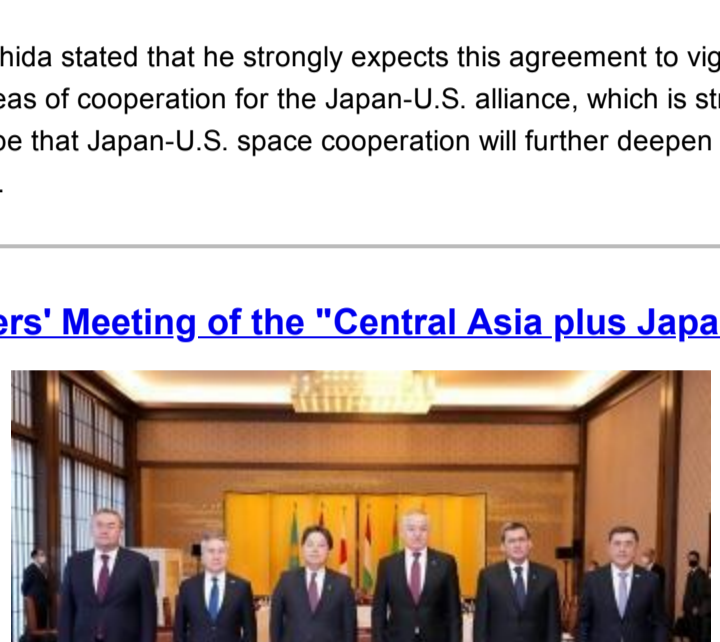 hida stated that he strongly expects this agreement to vig
eas of cooperation for the Japan-U.S. alliance, which is str
pe that Japan-U.S. space cooperation will further deepen
.
ers' Meeting of the "Central Asia plus Japa